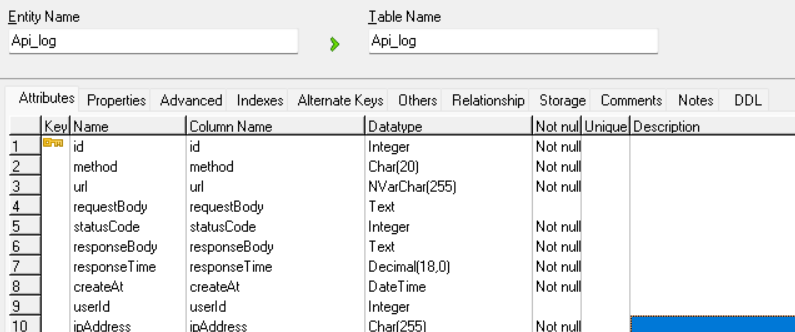 Entity Name Table Name
Api_log Api_log
Attributes Properties Advanced Indexes Alternate Keys Others Relationship Storage Comments Notes DDL
Key Name Column Name Datatype Not nul Unique Description
1 id id Integer Not null
2 method method Char(20) Not null
3 url url NVarChar(255) Not null
4 requestBody requestBody Text
5 statusCode statusCode Integer Not null
6 responseBody responseBody Text Not null
7 responseTime responseTime Decimal(18,0) Not null
8 createAt createAt DateTime Not null
9 userId userId Integer
10 ipAddress ipAddress Char(255) Not null